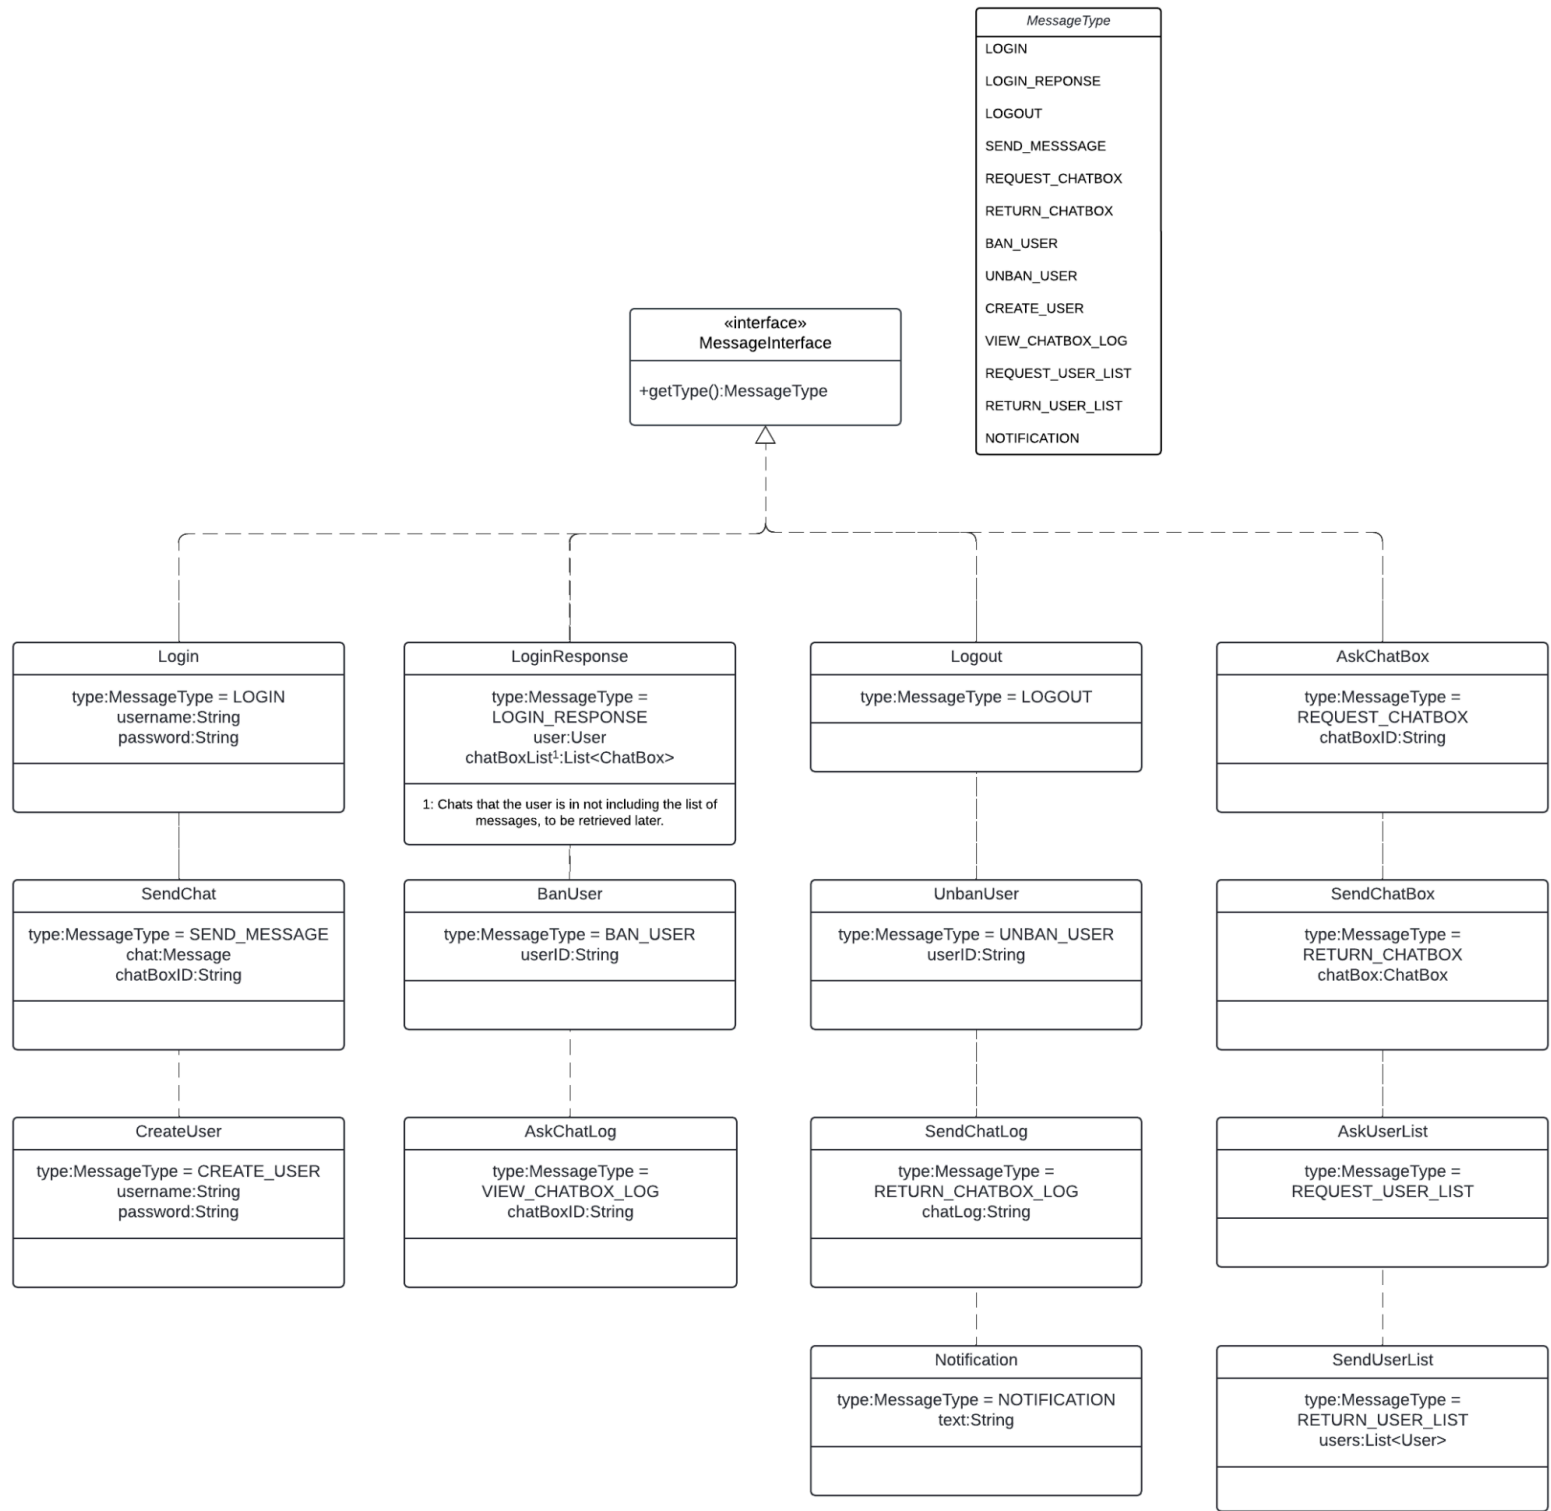 MessageType
LOGIN
LOGIN_REPONSE
LOGOUT
SEND_MESSSAGE
REQUEST_CHATBOX
RETURN_CHATBOX
BAN_USER
UNBAN_USER
CREATE_USER
VIEW_CHATBOX_LOG
REQUEST_USER_LIST
RETURN_USER_LIST
NOTIFICATION
«interface»
MessageInterface
+getType():MessageType
Login
type:MessageType = LOGIN
username:String
password:String
LoginResponse
type:MessageType =
LOGIN_RESPONSE
user:User
chatBoxList¹:List<ChatBox>
1: Chats that the user is in not including the list of
messages, to be retrieved later.
Logout
type:MessageType = LOGOUT
AskChatBox
type:MessageType =
REQUEST_CHATBOX
chatBoxID:String
SendChat
type:MessageType = SEND_MESSAGE
chat:Message
chatBoxID:String
BanUser
type:MessageType = BAN_USER
userID:String
UnbanUser
type:MessageType = UNBAN_USER
userID:String
SendChatBox
type:MessageType =
RETURN_CHATBOX
chatBox:ChatBox
CreateUser
type:MessageType = CREATE_USER
username:String
password:String
AskChatLog
type:MessageType =
VIEW_CHATBOX_LOG
chatBoxID:String
SendChatLog
type:MessageType =
RETURN_CHATBOX_LOG
chatLog:String
AskUserList
type:MessageType =
REQUEST_USER_LIST
Notification
type:MessageType = NOTIFICATION
text:String
SendUserList
type:MessageType =
RETURN_USER_LIST
users:List<User>